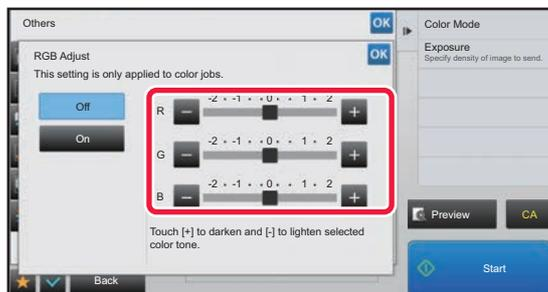 Others
OK
RGB Adjust
OK
This setting is only applied to color jobs.
Off
On
-2 • -1 • • 0 • • 1 • 2
R - +
-2 • -1 • • 0 • • 1 • 2
G - +
-2 • -1 • • 0 • • 1 • 2
B - +
Touch [+] to darken and [-] to lighten selected
color tone.
Back
Color Mode
Exposure
Specify density of image to send.
Preview
CA
Start